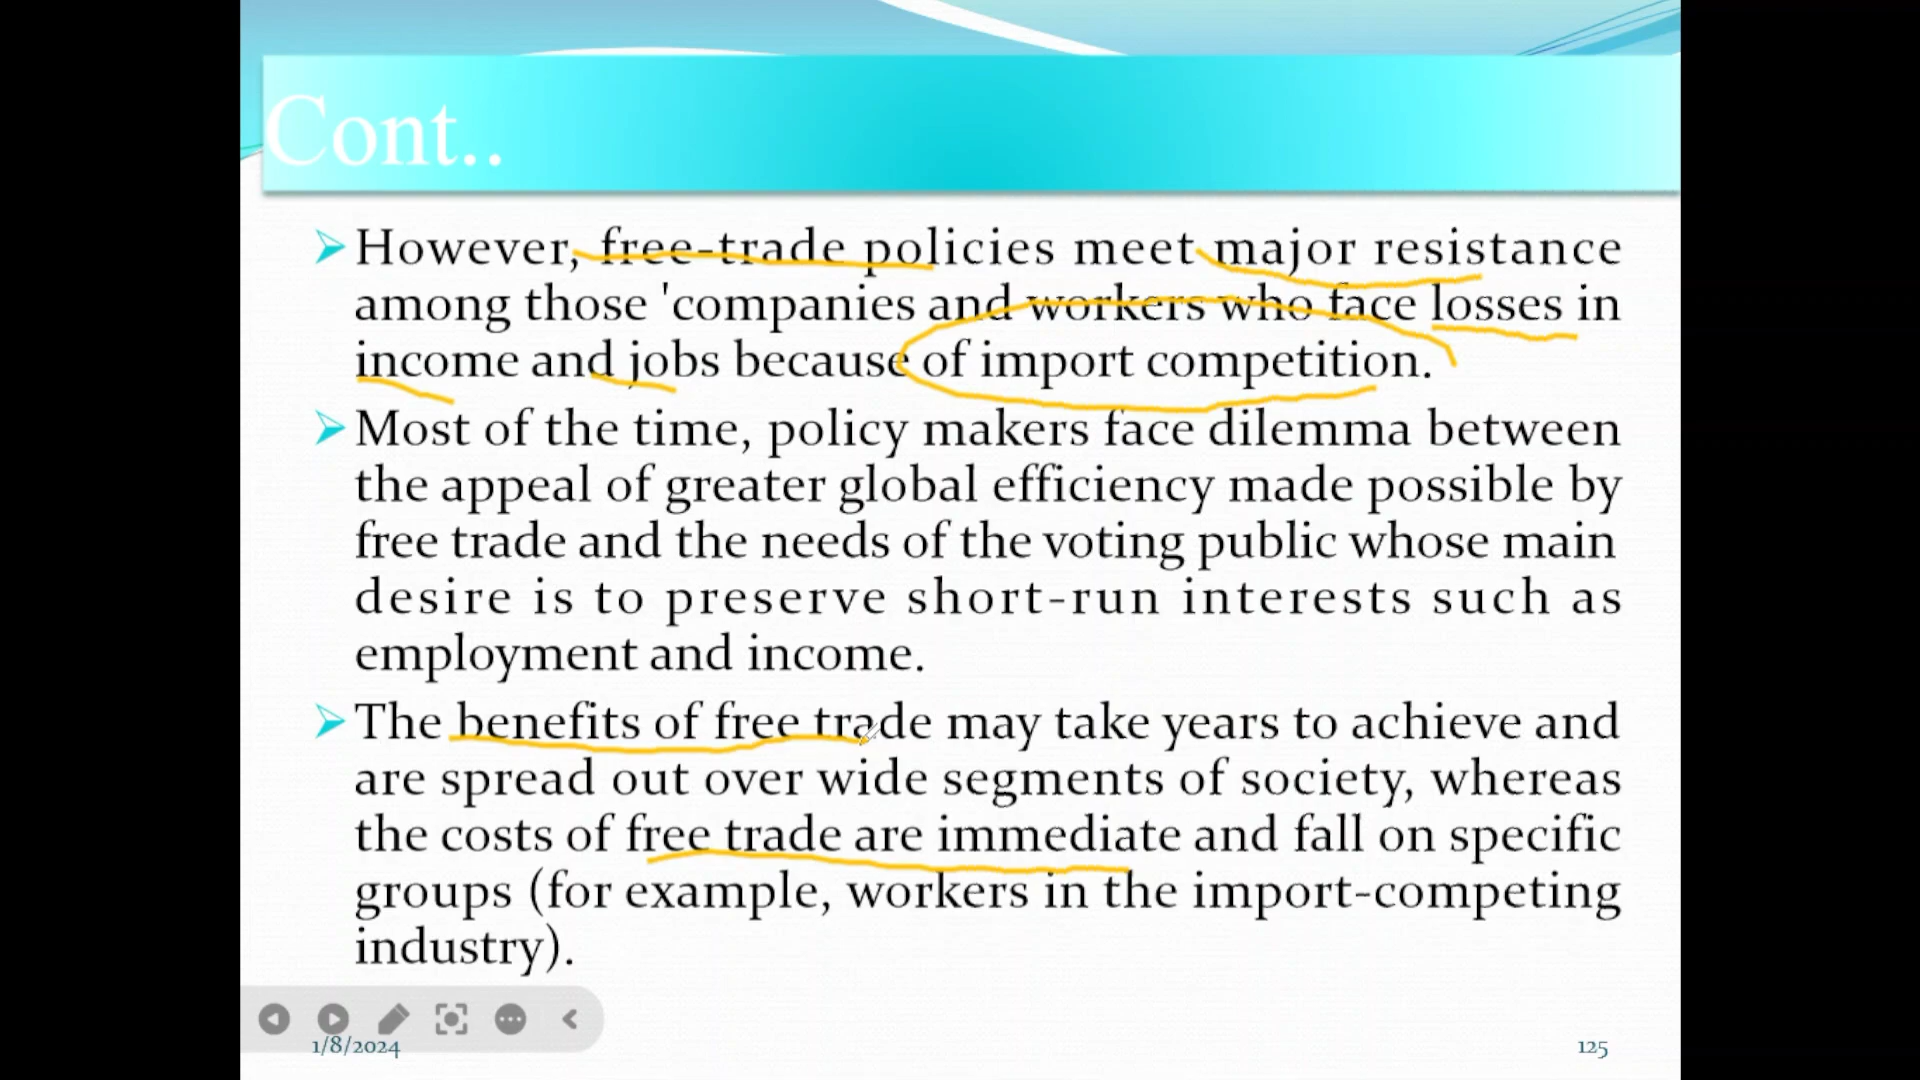 Cont..
However, free-trade policies meet major resistance
among those 'companies and workers who face losses in
income and jobs because of import competition.
Most of the time, policy makers face dilemma between
the appeal of greater global efficiency made possible by
free trade and the needs of the voting public whose main
desire is to preserve short-run interests such as
employment and income.
The benefits of free trade may take years to achieve and
are spread out over wide segments of society, whereas
the costs of free trade are immediate and fall on specific
groups (for example, workers in the import-competing
industry).
1/8/2024
125